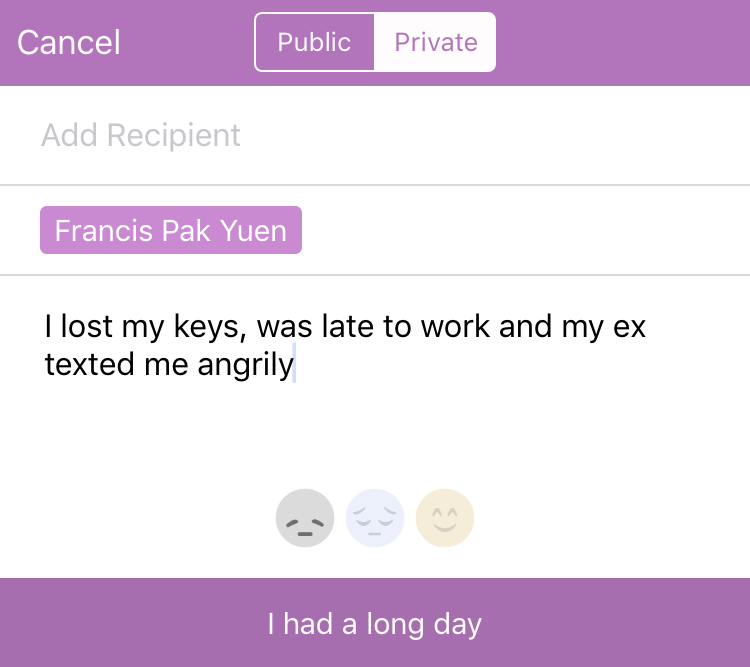 Cancel
Public
Private
Add Recipient
Francis Pak Yuen
I lost my keys, was late to work and my ex
texted me angrily
I had a long day